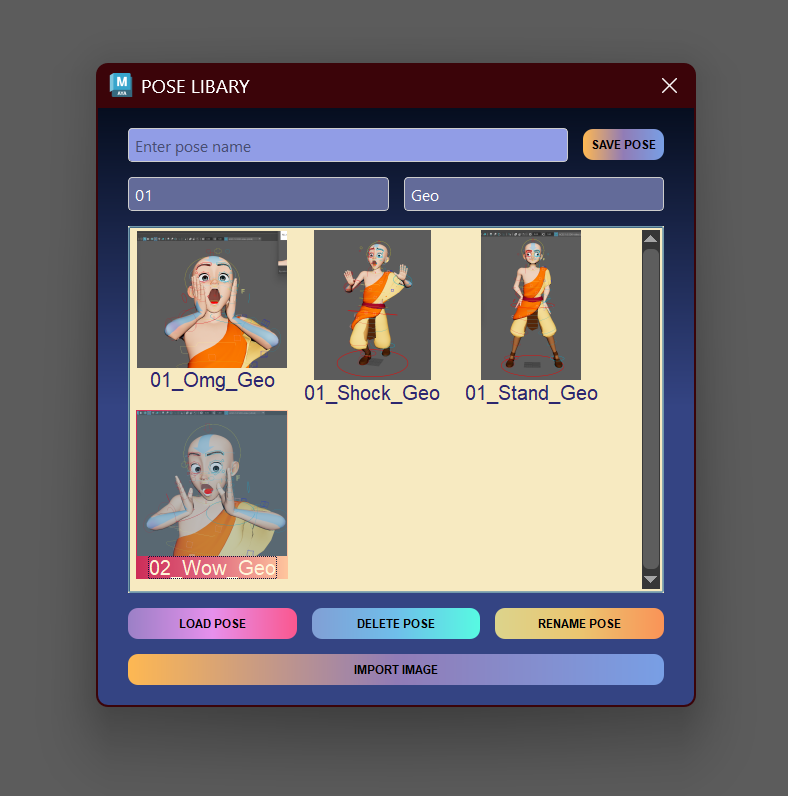 M
AYA
POSE LIBARY
Enter pose name
SAVE POSE
01
Geo
01_Omg_Geo
01_Shock_Geo
01_Stand_Geo
02_Wow_Geo
LOAD POSE
DELETE POSE
RENAME POSE
IMPORT IMAGE